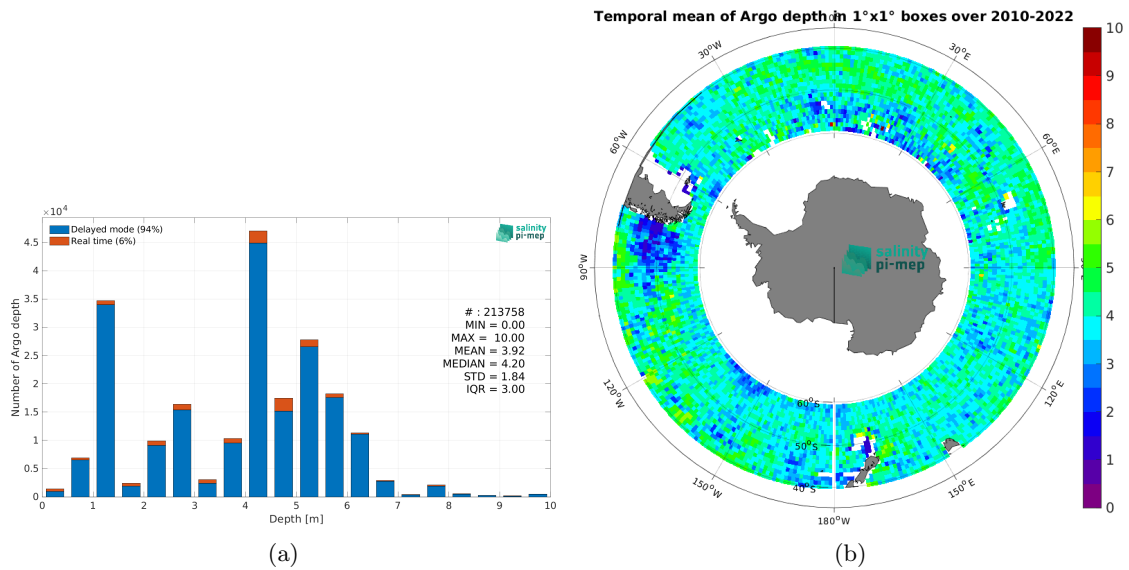 ×10⁴
Delayed mode (94%)
Real time (6%)
salinity
pi-mep
4.5
4
3.5
3
2.5
2
1.5
1
0.5
0
Number of Argo depth
# : 213758
MIN = 0.00
MAX = 10.00
MEAN = 3.92
MEDIAN = 4.20
STD = 1.84
IQR = 3.00
0 1 2 3 4 5 6 7 8 9 10
Depth [m]
(a)
Temporal mean of Argo depth in 1°x1° boxes over 2010-2022
0°
30°W
30°E
60°W
60°E
90°W
120°W
120°E
150°W
150°E
180°W
60°S
50°S
40°S
salinity
pi-mep
10
9
8
7
6
5
4
3
2
1
0
(b)